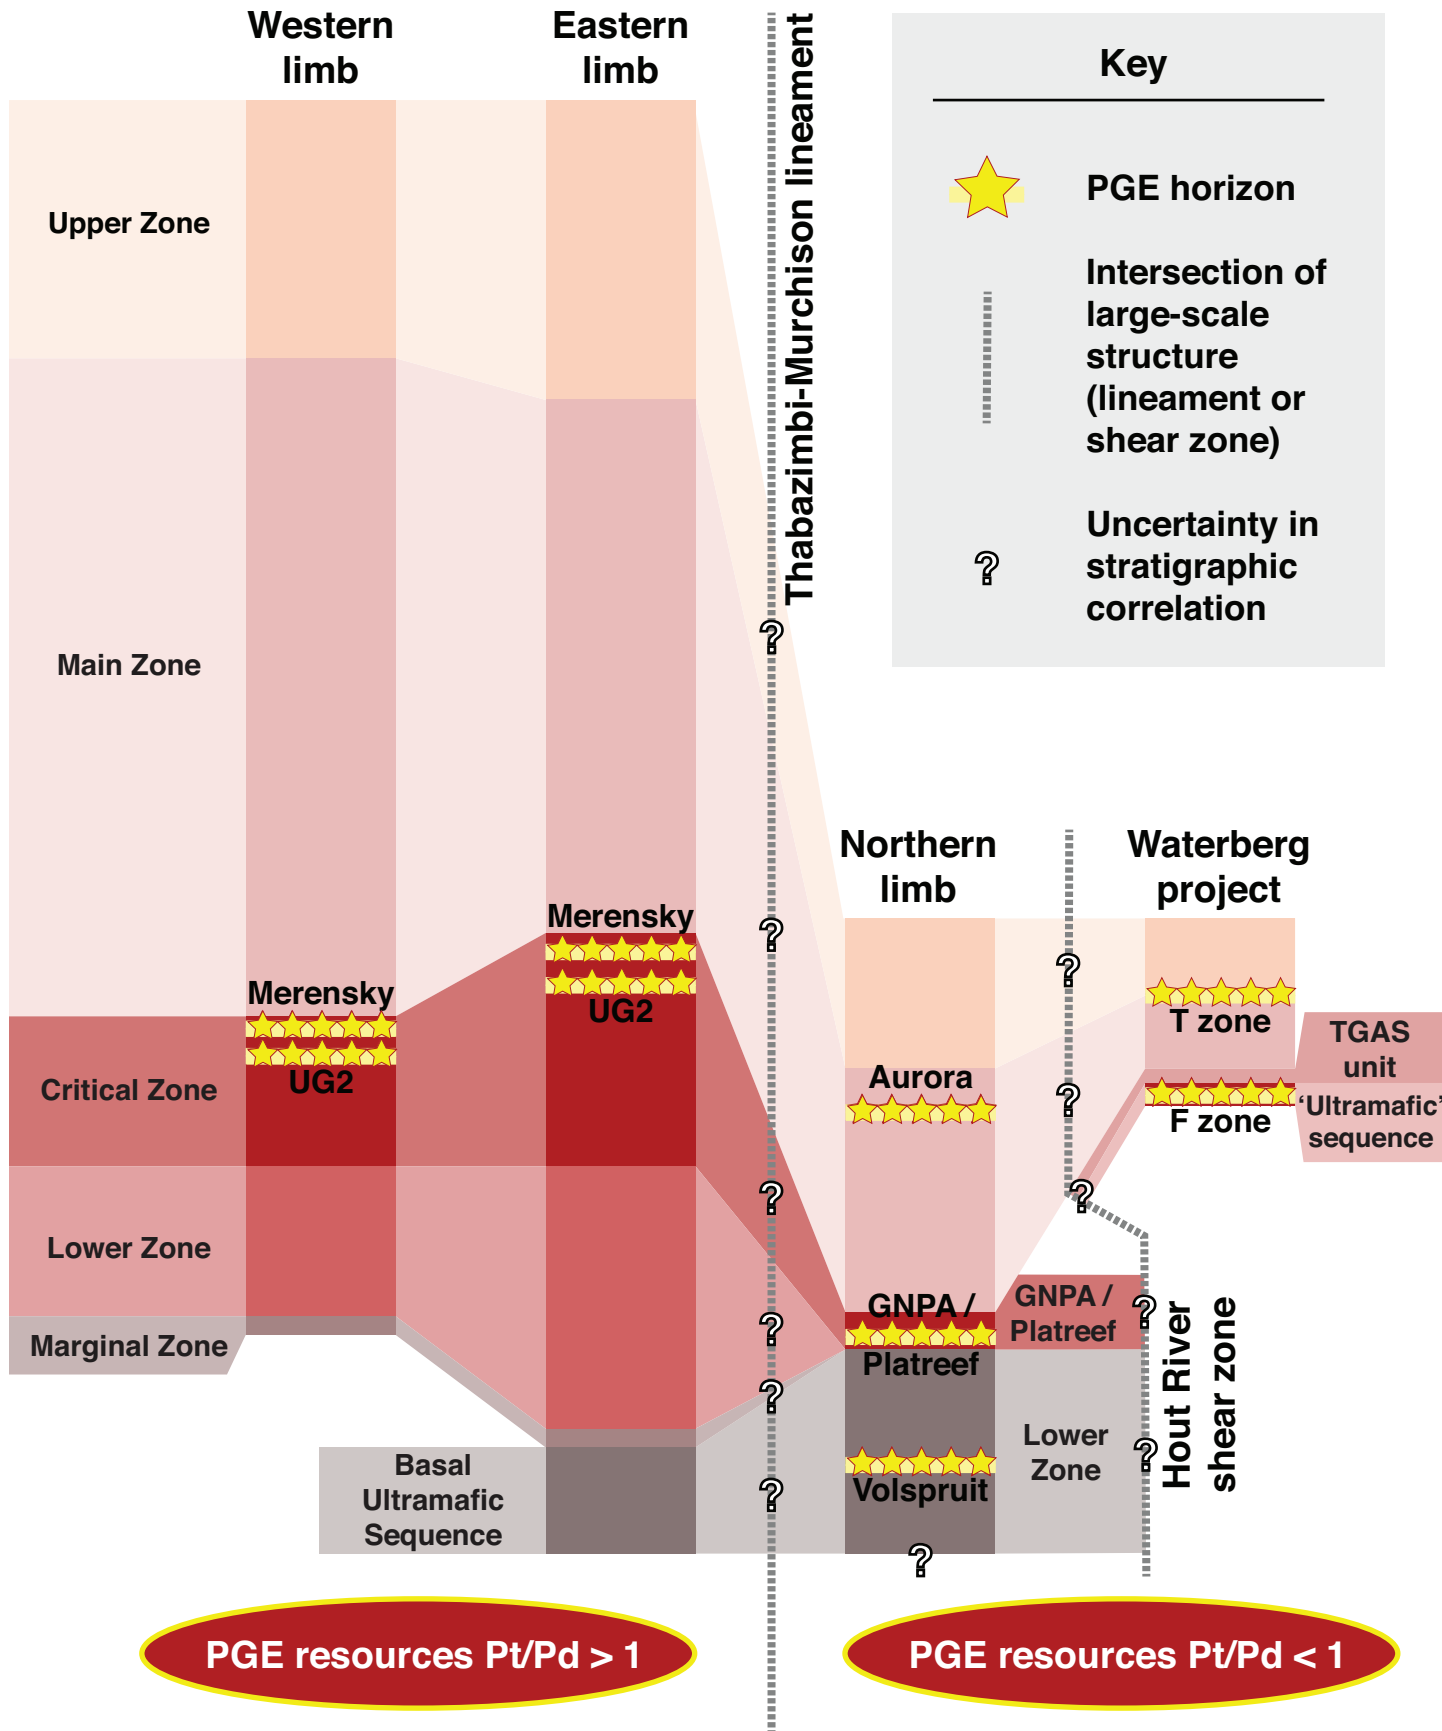 Western
limb
Eastern
limb
Thabazimbi-Murchison lineament
Key
PGE horizon
Intersection of
large-scale
structure
(lineament or
shear zone)
?
Uncertainty in
stratigraphic
correlation
Upper Zone
Main Zone
Critical Zone
Lower Zone
Marginal Zone
Basal
Ultramafic
Sequence
Merensky
UG2
Merensky
UG2
?
?
?
?
?
?
Northern
limb
Aurora
GNPA /
Platreef
Volspruit
?
GNPA /
Platreef
Lower
Zone
?
?
?
?
?
Hout River
shear zone
Waterberg
project
T zone
F zone
TGAS
unit
'Ultramafic'
sequence
PGE resources Pt/Pd > 1
PGE resources Pt/Pd < 1